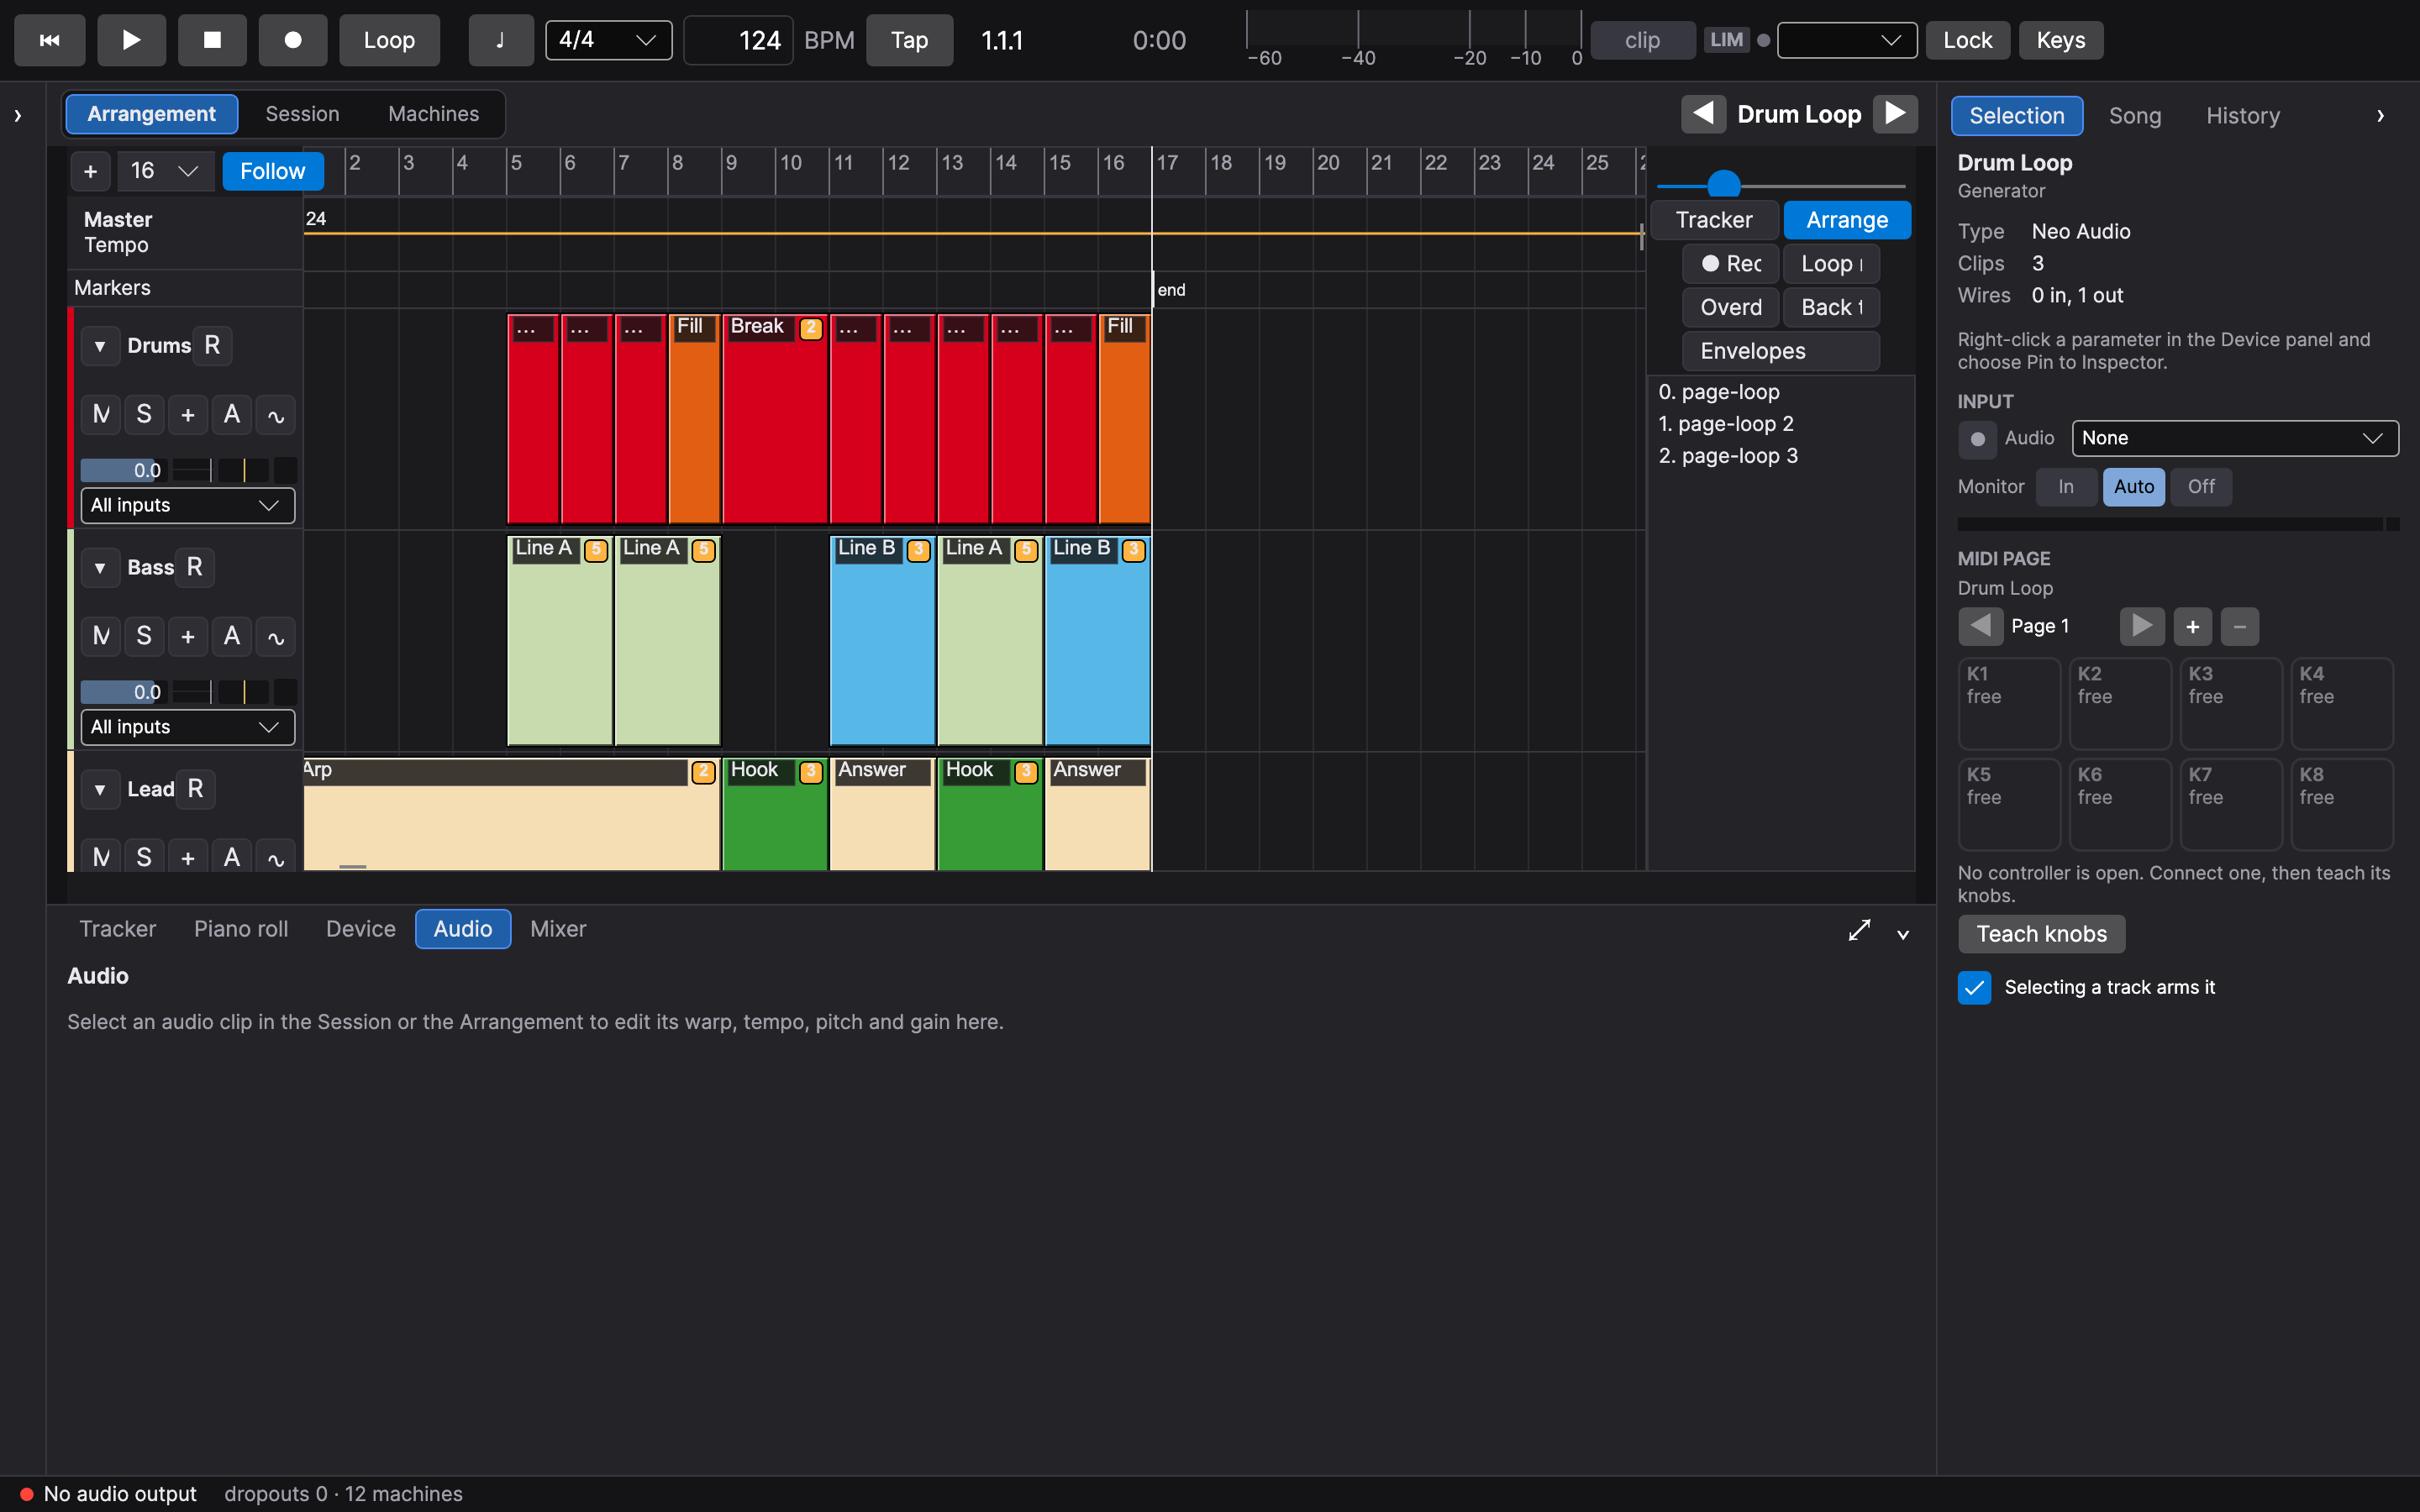 Loop
4/4
124 BPM
Tap
1.1.1
0:00
-60 -40 -20 -10 0
clip
LIM
Lock
Keys
Arrangement Session Machines
Drum Loop
+ 16 Follow
2 3 4 5 6 7 8 9 10 11 12 13 14 15 16 17 18 19 20 21 22 23 24 25
Master
Tempo
24
Markers
end
Drums R
M S + A
0.0
All inputs
... ... ... Fill Break 2 ... ... ... ... ... Fill
Bass R
M S + A
0.0
All inputs
Line A 5 Line A 5 Line B 3 Line A 5 Line B 3
Lead R
M S + A
Arp 2 Hook 3 Answer Hook 3 Answer
Tracker Arrange
Rec Loop
Overd Back t
Envelopes
0. page-loop
1. page-loop 2
2. page-loop 3
Selection Song History
Drum Loop
Generator
Type Neo Audio
Clips 3
Wires 0 in, 1 out
Right-click a parameter in the Device panel and
choose Pin to Inspector.
INPUT
Audio None
Monitor In Auto Off
MIDI PAGE
Drum Loop
Page 1 + −
K1 K2 K3 K4
free free free free
K5 K6 K7 K8
free free free free
No controller is open. Connect one, then teach its
knobs.
Teach knobs
Selecting a track arms it
Tracker Piano roll Device Audio Mixer
Audio
Select an audio clip in the Session or the Arrangement to edit its warp, tempo, pitch and gain here.
No audio output dropouts 0 · 12 machines